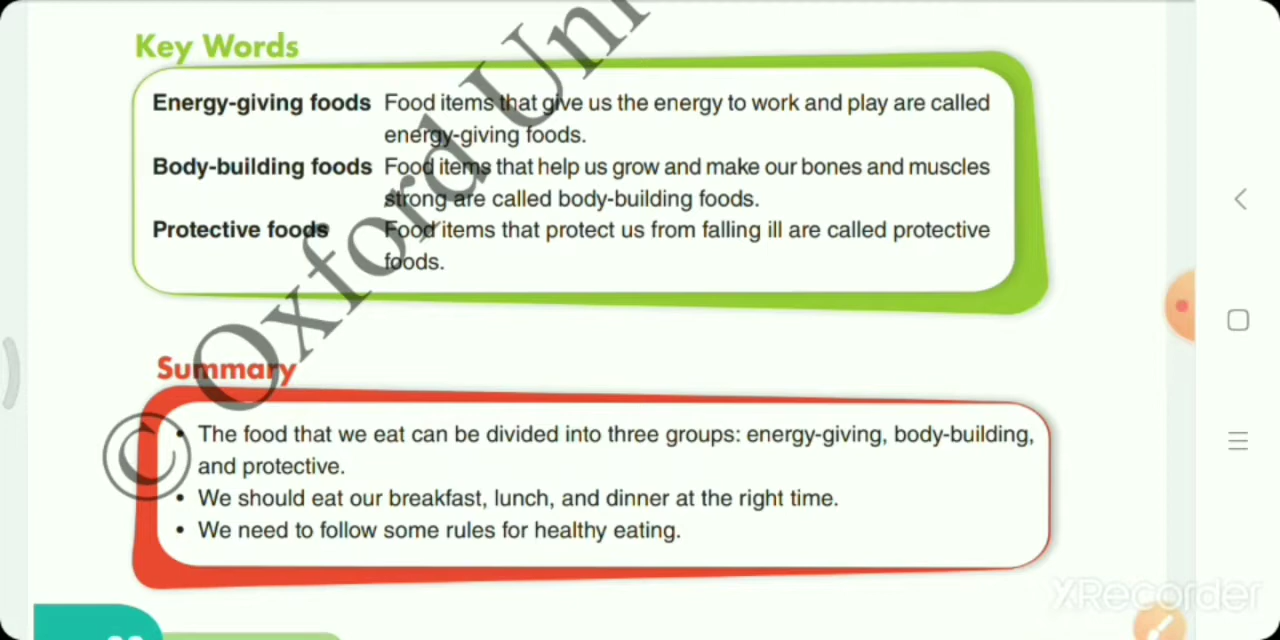 Key Words
Energy-giving foods Food items that give us the energy to work and play are called
energy-giving foods.
Body-building foods Food items that help us grow and make our bones and muscles
strong are called body-building foods.
Protective foods Food items that protect us from falling ill are called protective
foods.
Summary
• The food that we eat can be divided into three groups: energy-giving, body-building,
and protective.
• We should eat our breakfast, lunch, and dinner at the right time.
• We need to follow some rules for healthy eating.
© Oxford Uni
XRecorder